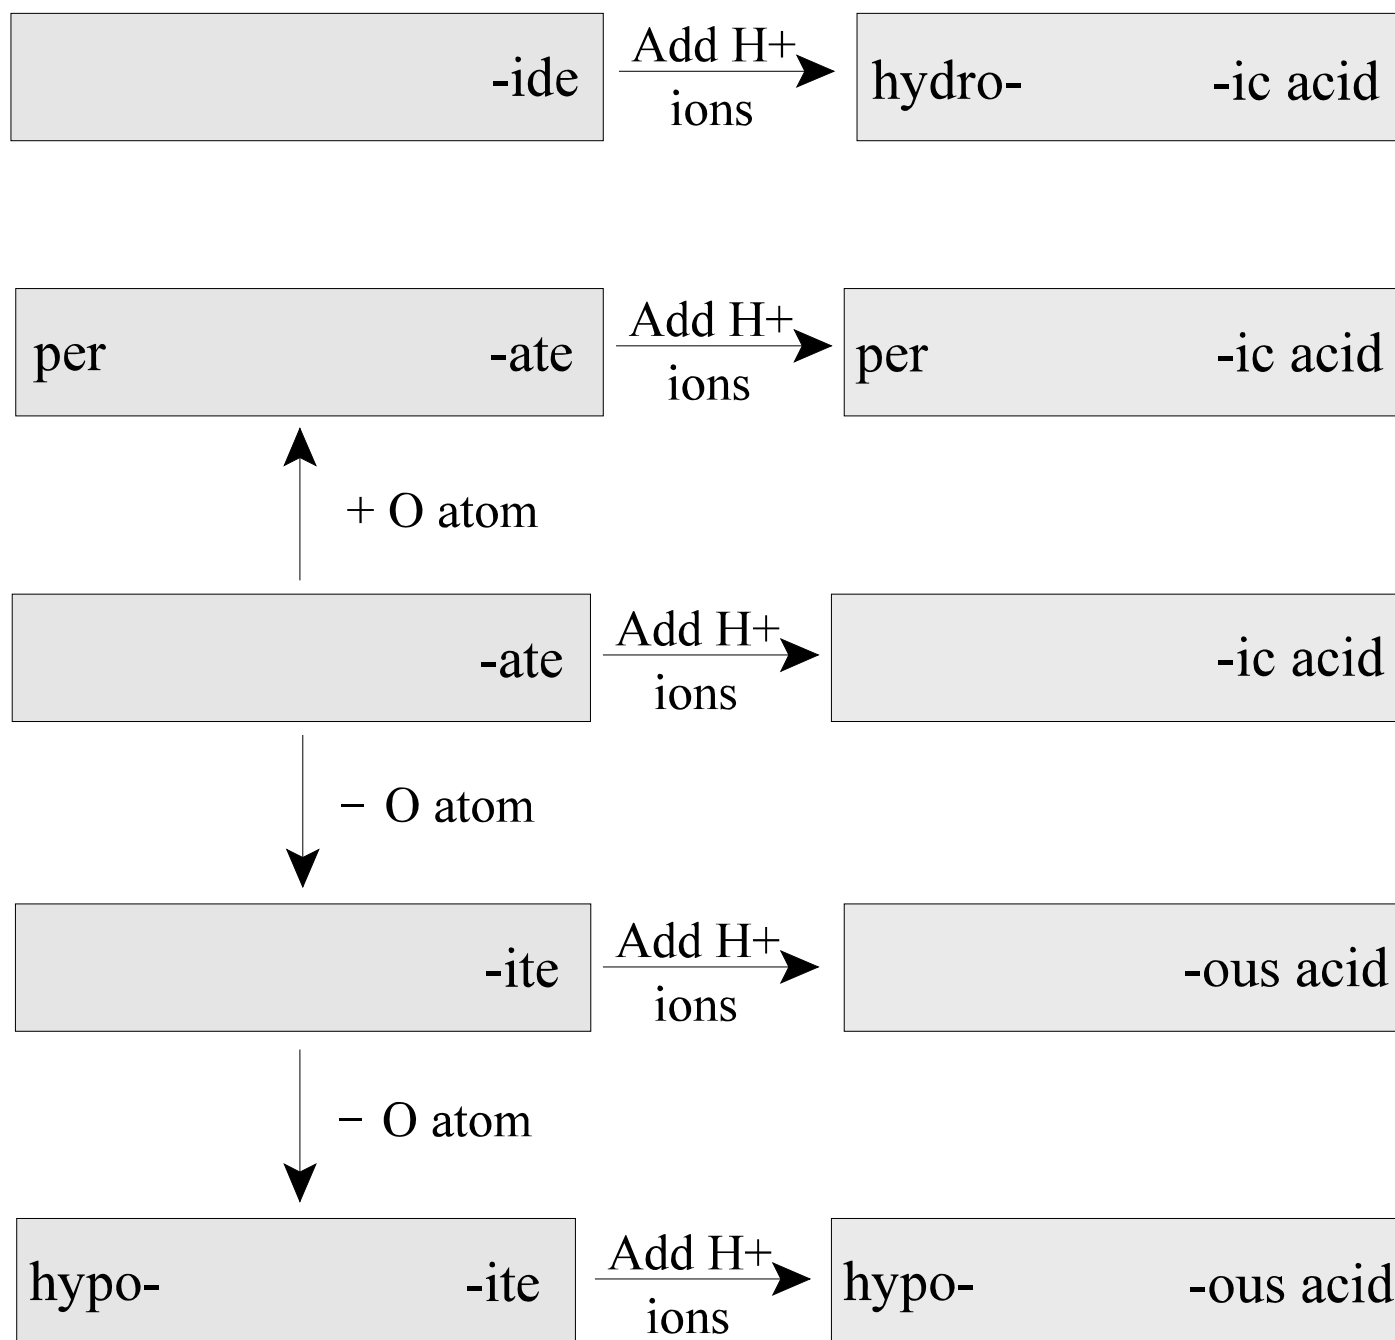 -ide
Add H+
ions
hydro- -ic acid
per -ate
Add H+
ions
per -ic acid
+ O atom
-ate
Add H+
ions
-ic acid
− O atom
-ite
Add H+
ions
-ous acid
− O atom
hypo- -ite
Add H+
ions
hypo- -ous acid